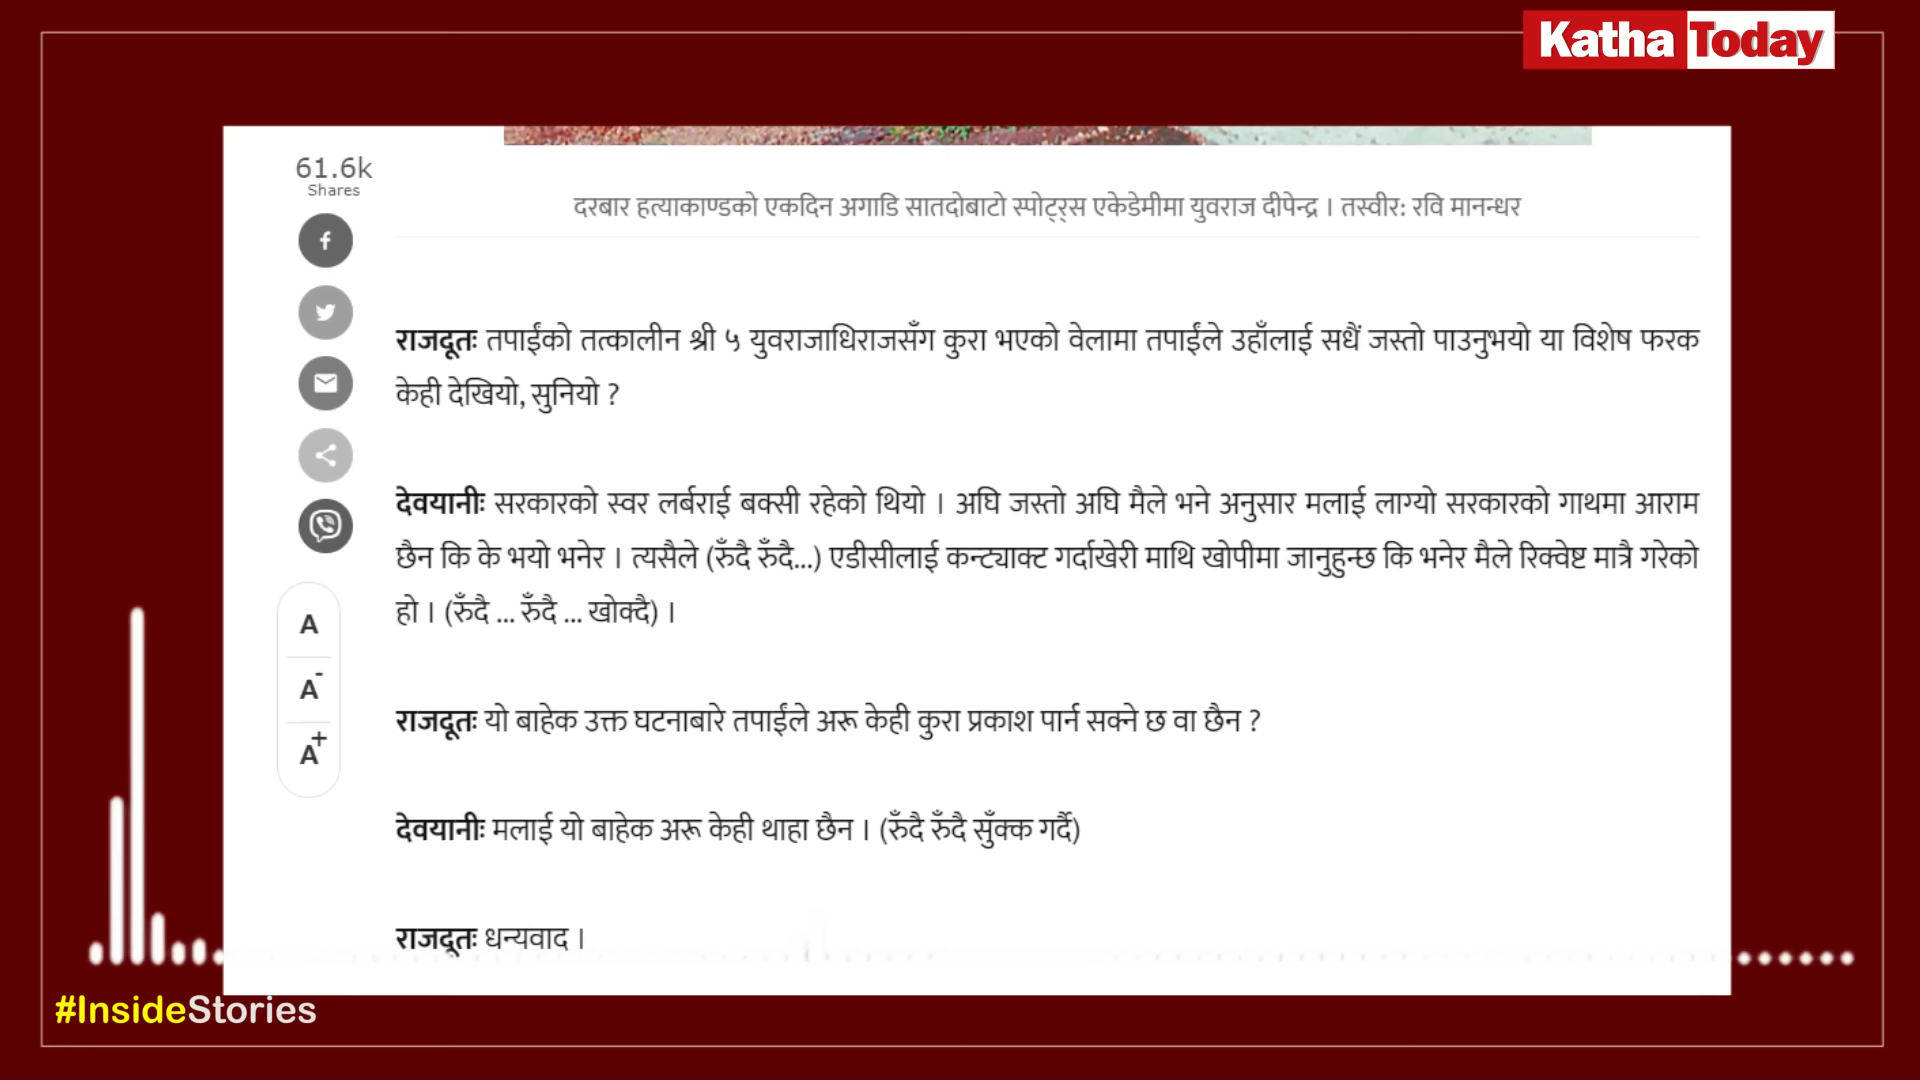 Katha Today
61.6k
Shares
दरबार हत्याकाण्डको एकदिन अगाडि सातदोबाटो स्पोट्र्स एकेडेमीमा युवराज दीपेन्द्र । तस्वीर: रवि मानन्धर
राजदूतः तपाईंको तत्कालीन श्री ५ युवराजाधिराजसँग कुरा भएको वेलामा तपाईंले उहाँलाई सधैं जस्तो पाउनुभयो या विशेष फरक
केही देखियो, सुनियो ?
देवयानीः सरकारको स्वर लर्बराई बक्सी रहेको थियो । अघि जस्तो अघि मैले भने अनुसार मलाई लाग्यो सरकारको गाथमा आराम
छैन कि के भयो भनेर । त्यसैले (रुँदै रुँदै...) एडीसीलाई कन्ट्याक्ट गर्दाखेरी माथि खोपीमा जानुहुन्छ कि भनेर मैले रिक्वेष्ट मात्रै गरेको
हो । (रुँदै ... रुँदै ... खोक्दै) ।
राजदूतः यो बाहेक उक्त घटनाबारे तपाईंले अरू केही कुरा प्रकाश पार्न सक्ने छ वा छैन ?
देवयानीः मलाई यो बाहेक अरू केही थाहा छैन । (रुँदै रुँदै सुँक्क गर्दै)
राजदूतः धन्यवाद ।
A
A-
A+
#InsideStories